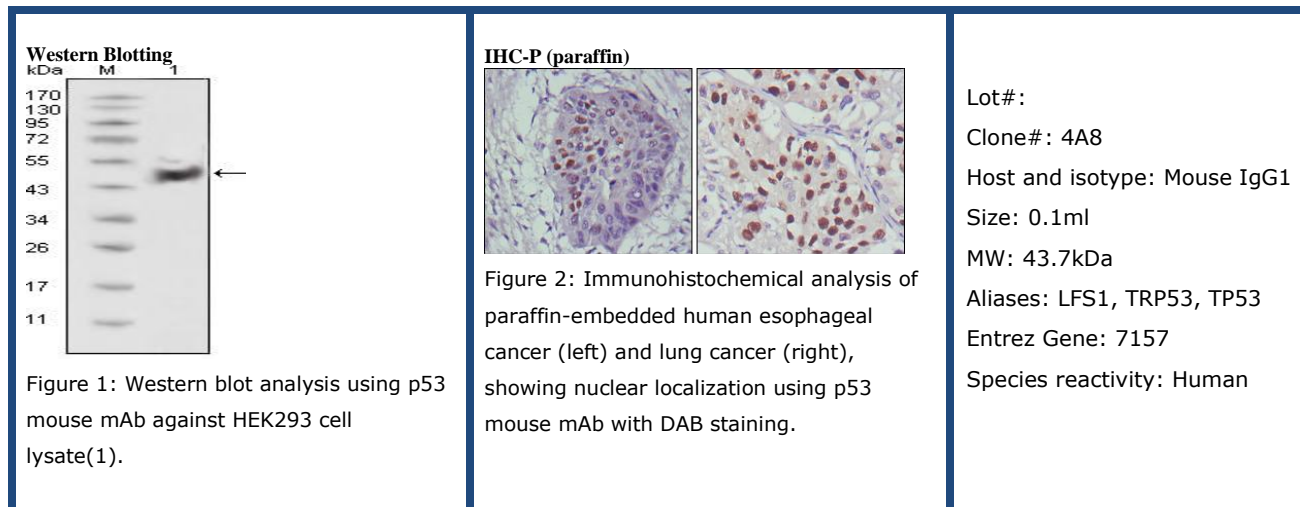 Western Blotting
kDa M 1
170
130
95
72
55
43
34
26
17
11
Figure 1: Western blot analysis using p53
mouse mAb against HEK293 cell
lysate(1).
IHC-P (paraffin)
Figure 2: Immunohistochemical analysis of
paraffin-embedded human esophageal
cancer (left) and lung cancer (right),
showing nuclear localization using p53
mouse mAb with DAB staining.
Lot#:
Clone#: 4A8
Host and isotype: Mouse IgG1
Size: 0.1ml
MW: 43.7kDa
Aliases: LFS1, TRP53, TP53
Entrez Gene: 7157
Species reactivity: Human